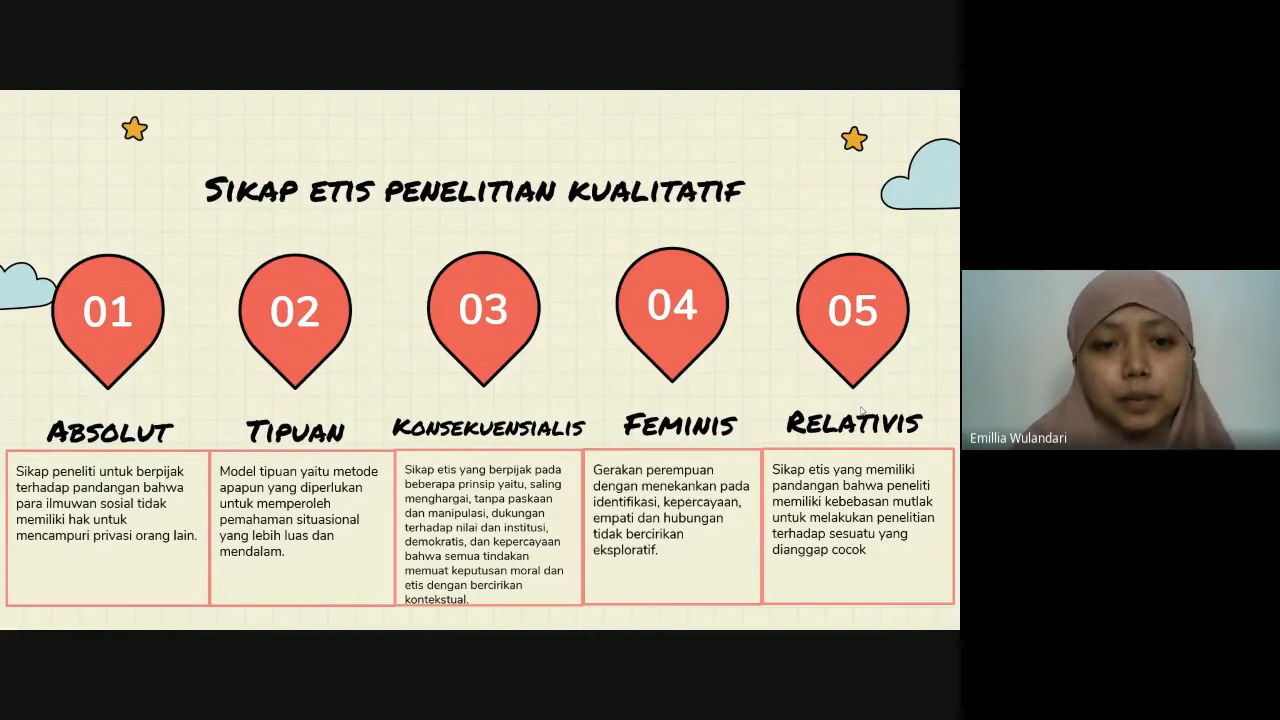 Sikap etis penelitian kualitatif
01
02
03
04
05
Absolut
Tipuan
Konsekuensialis
Feminis
Relativis
Sikap peneliti untuk berpijak
terhadap pandangan bahwa
para ilmuwan sosial tidak
memiliki hak untuk
mencampuri privasi orang lain.
Model tipuan yaitu metode
apapun yang diperlukan
untuk memperoleh
pemahaman situasional
yang lebih luas dan
mendalam.
Sikap etis yang berpijak pada
beberapa prinsip yaitu, saling
menghargai, tanpa paskaan
dan manipulasi, dukungan
terhadap nilai dan institusi,
demokratis, dan kepercayaan
bahwa semua tindakan
memuat keputusan moral dan
etis dengan bercirikan
kontekstual.
Gerakan perempuan
dengan menekankan pada
identifikasi, kepercayaan,
empati dan hubungan
tidak bercirikan
eksploratif.
Sikap etis yang memiliki
pandangan bahwa peneliti
memiliki kebebasan mutlak
untuk melakukan penelitian
terhadap sesuatu yang
dianggap cocok
Emillia Wulandari